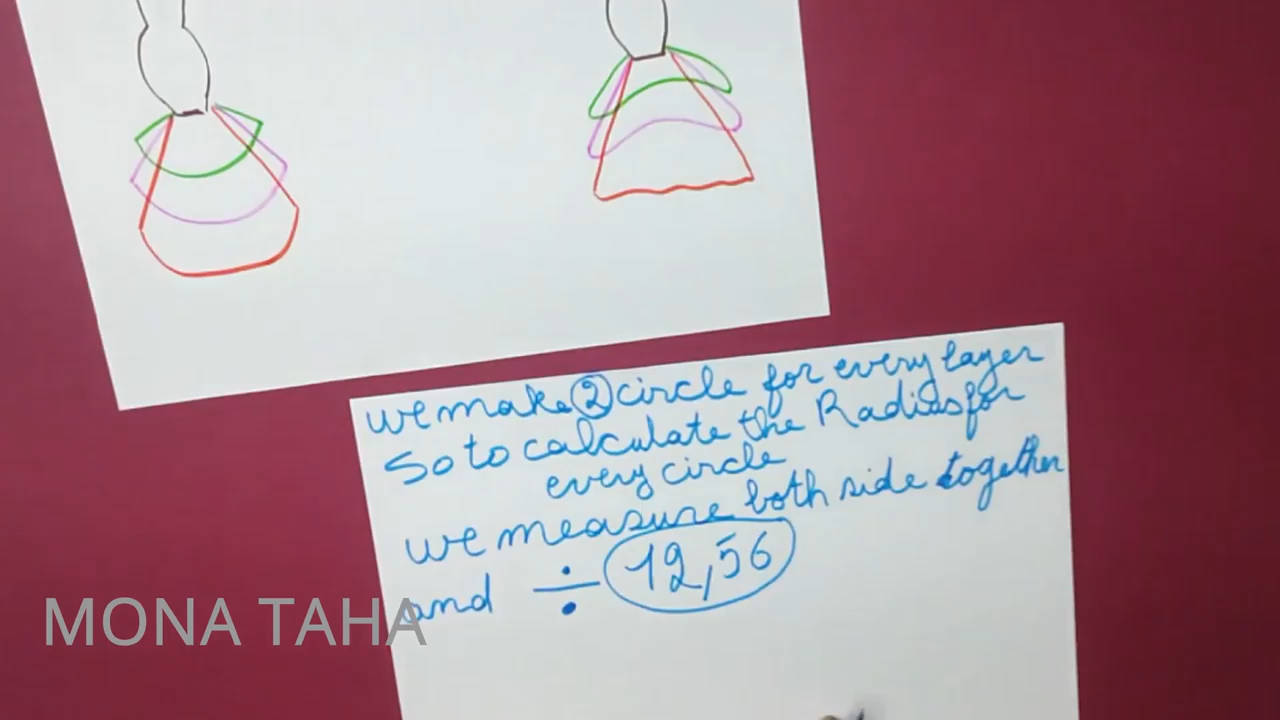 we make 2 circle for every layer
So to calculate the Radius for
every circle
we measure both side together
and ÷ 12,56
MONA TAHA